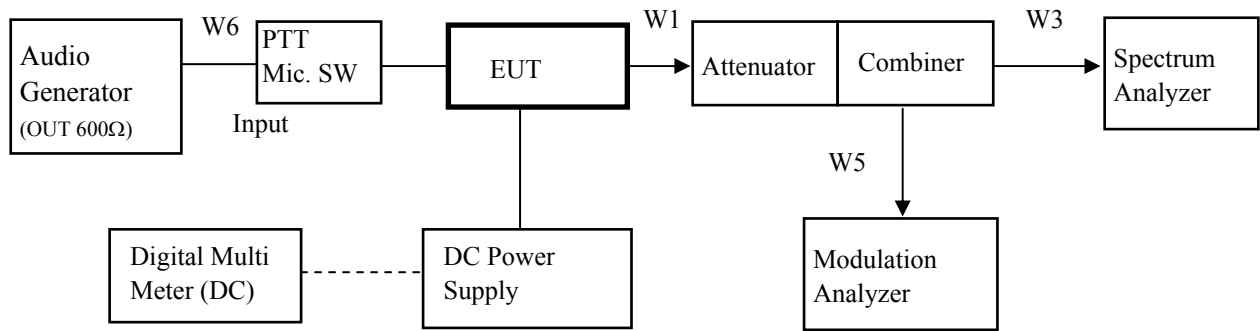 W6
W1
W3
Audio
Generator
(OUT 600Ω)
PTT
Mic. SW
Input
EUT
Attenuator
Combiner
Spectrum
Analyzer
W5
Digital Multi
Meter (DC)
DC Power
Supply
Modulation
Analyzer